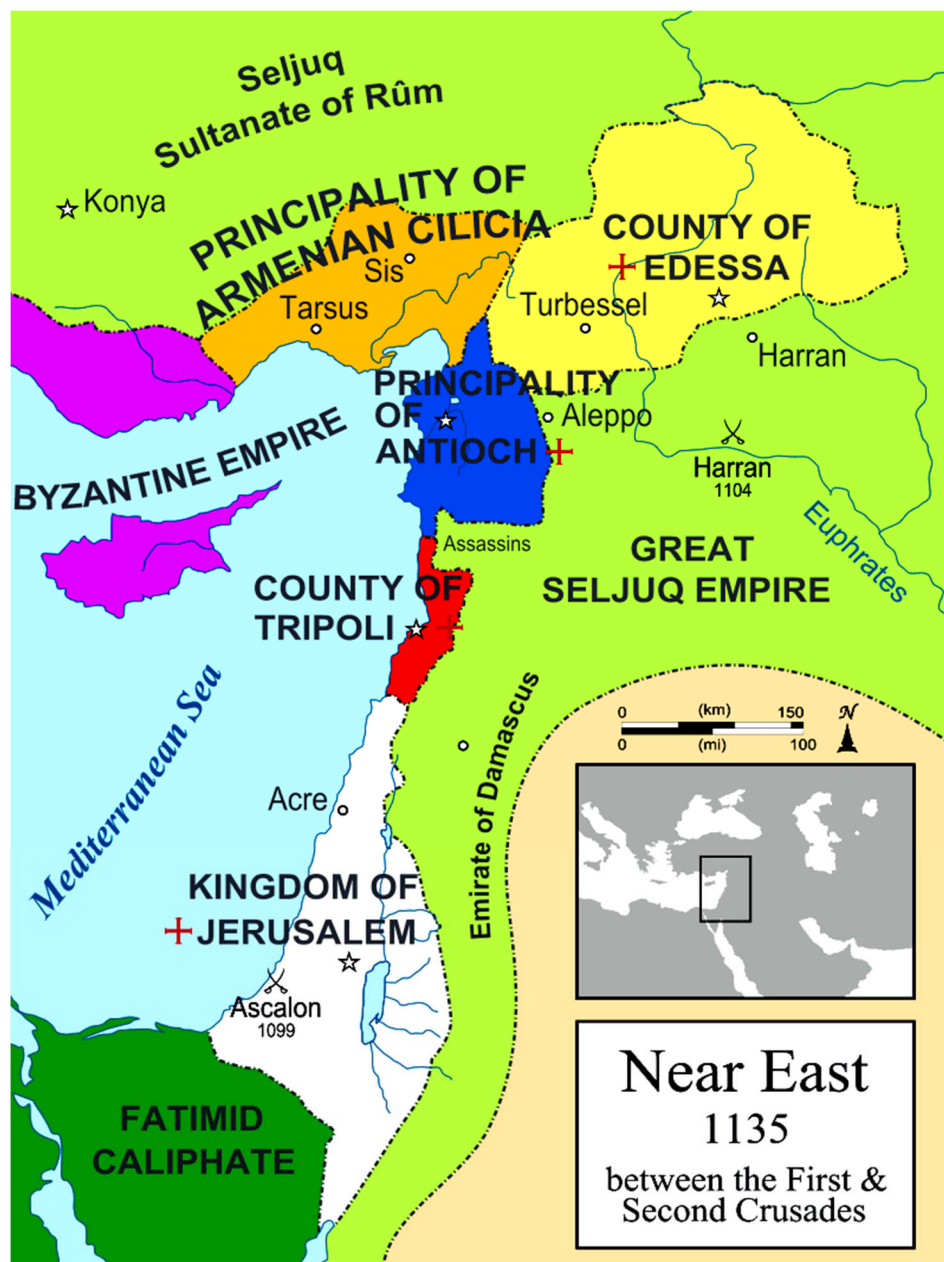 Seljuq
Sultanate of Rûm
Konya
PRINCIPALITY OF
ARMENIAN CILICIA
Sis
Tarsus
COUNTY OF
EDESSA
Turbessel
Harran
PRINCIPALITY
OF
ANTIOCH
Aleppo
Harran
1104
Euphrates
BYZANTINE EMPIRE
Assassins
GREAT
SELJUQ EMPIRE
COUNTY OF
TRIPOLI
Mediterranean Sea
Emirate of Damascus
0 (km) 150
0 (mi) 100
N
Acre
KINGDOM OF
JERUSALEM
Ascalon
1099
FATIMID
CALIPHATE
Near East
1135
between the First &
Second Crusades